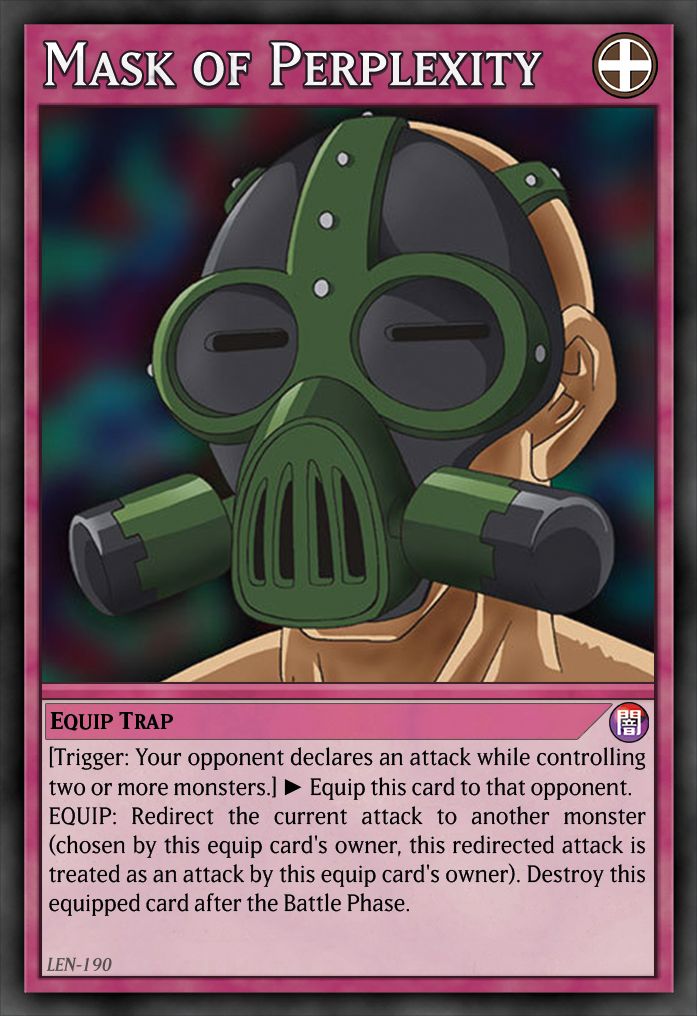 Mask of Perplexity
Equip Trap
闇
[Trigger: Your opponent declares an attack while controlling
two or more monsters.] ► Equip this card to that opponent.
EQUIP: Redirect the current attack to another monster
(chosen by this equip card's owner, this redirected attack is
treated as an attack by this equip card's owner). Destroy this
equipped card after the Battle Phase.
LEN-190